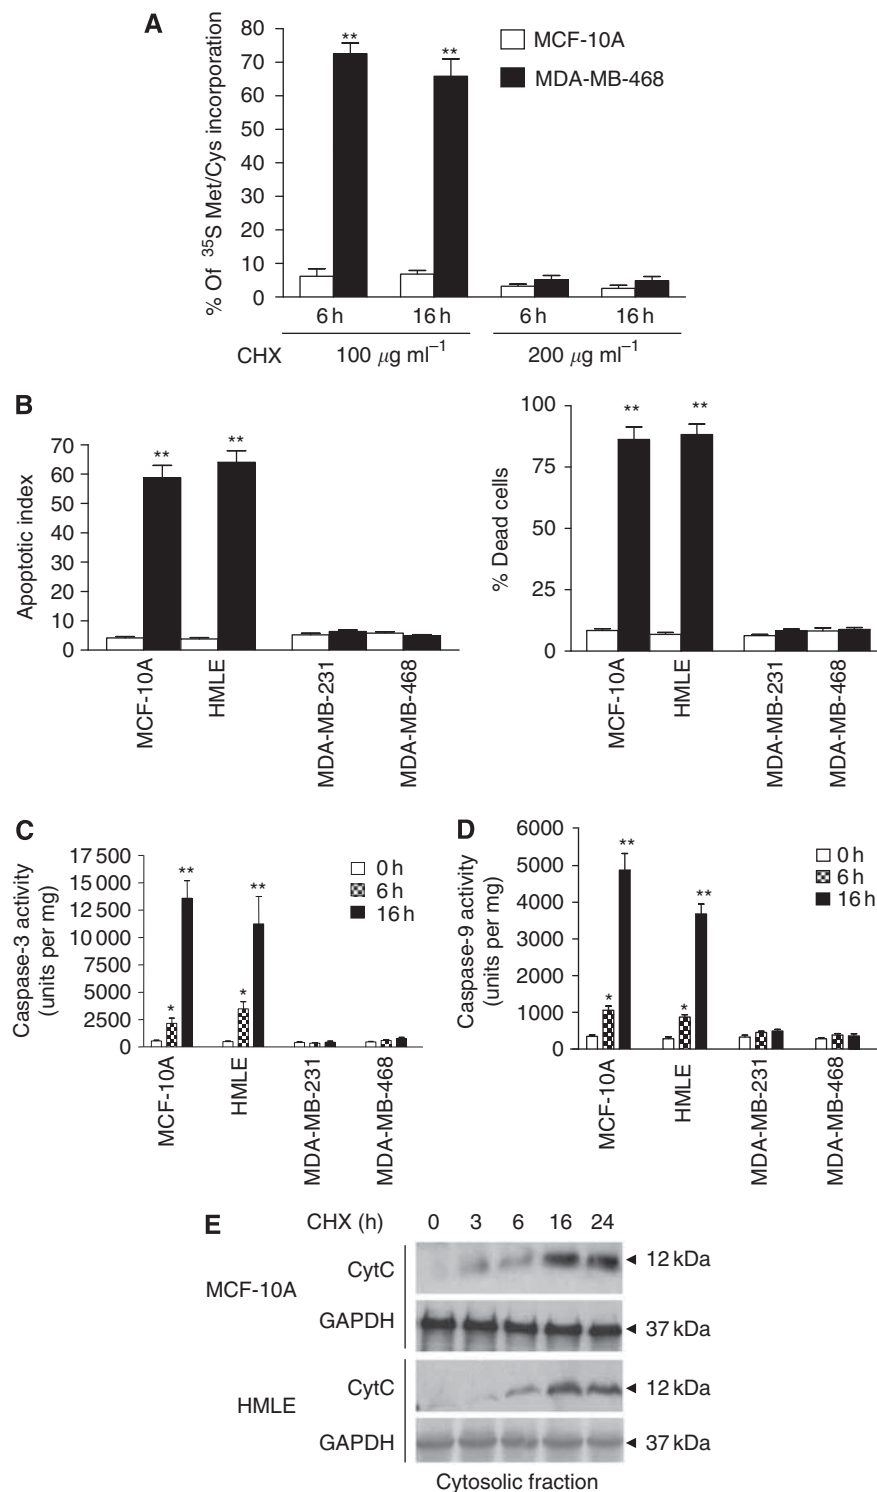 A
% Of ³⁵S Met/Cys incorporation
80
70
60
50
40
30
20
10
0
** **
MCF-10A
MDA-MB-468
6 h 16 h 6 h 16 h
CHX 100 μg ml⁻¹ 200 μg ml⁻¹
B
Apoptotic index
70
60
50
40
30
20
10
0
** **
MCF-10A
HMLE
MDA-MB-231
MDA-MB-468
% Dead cells
100
75
50
25
0
** **
MCF-10A
HMLE
MDA-MB-231
MDA-MB-468
C
Caspase-3 activity
(units per mg)
17 500
15 000
12 500
10 000
7500
5000
2500
0
* ** * **
0 h
6 h
16 h
MCF-10A
HMLE
MDA-MB-231
MDA-MB-468
D
Caspase-9 activity
(units per mg)
6000
5000
4000
3000
2000
1000
0
* ** * **
0 h
6 h
16 h
MCF-10A
HMLE
MDA-MB-231
MDA-MB-468
E
CHX (h) 0 3 6 16 24
MCF-10A
CytC 12 kDa
GAPDH 37 kDa
HMLE
CytC 12 kDa
GAPDH 37 kDa
Cytosolic fraction